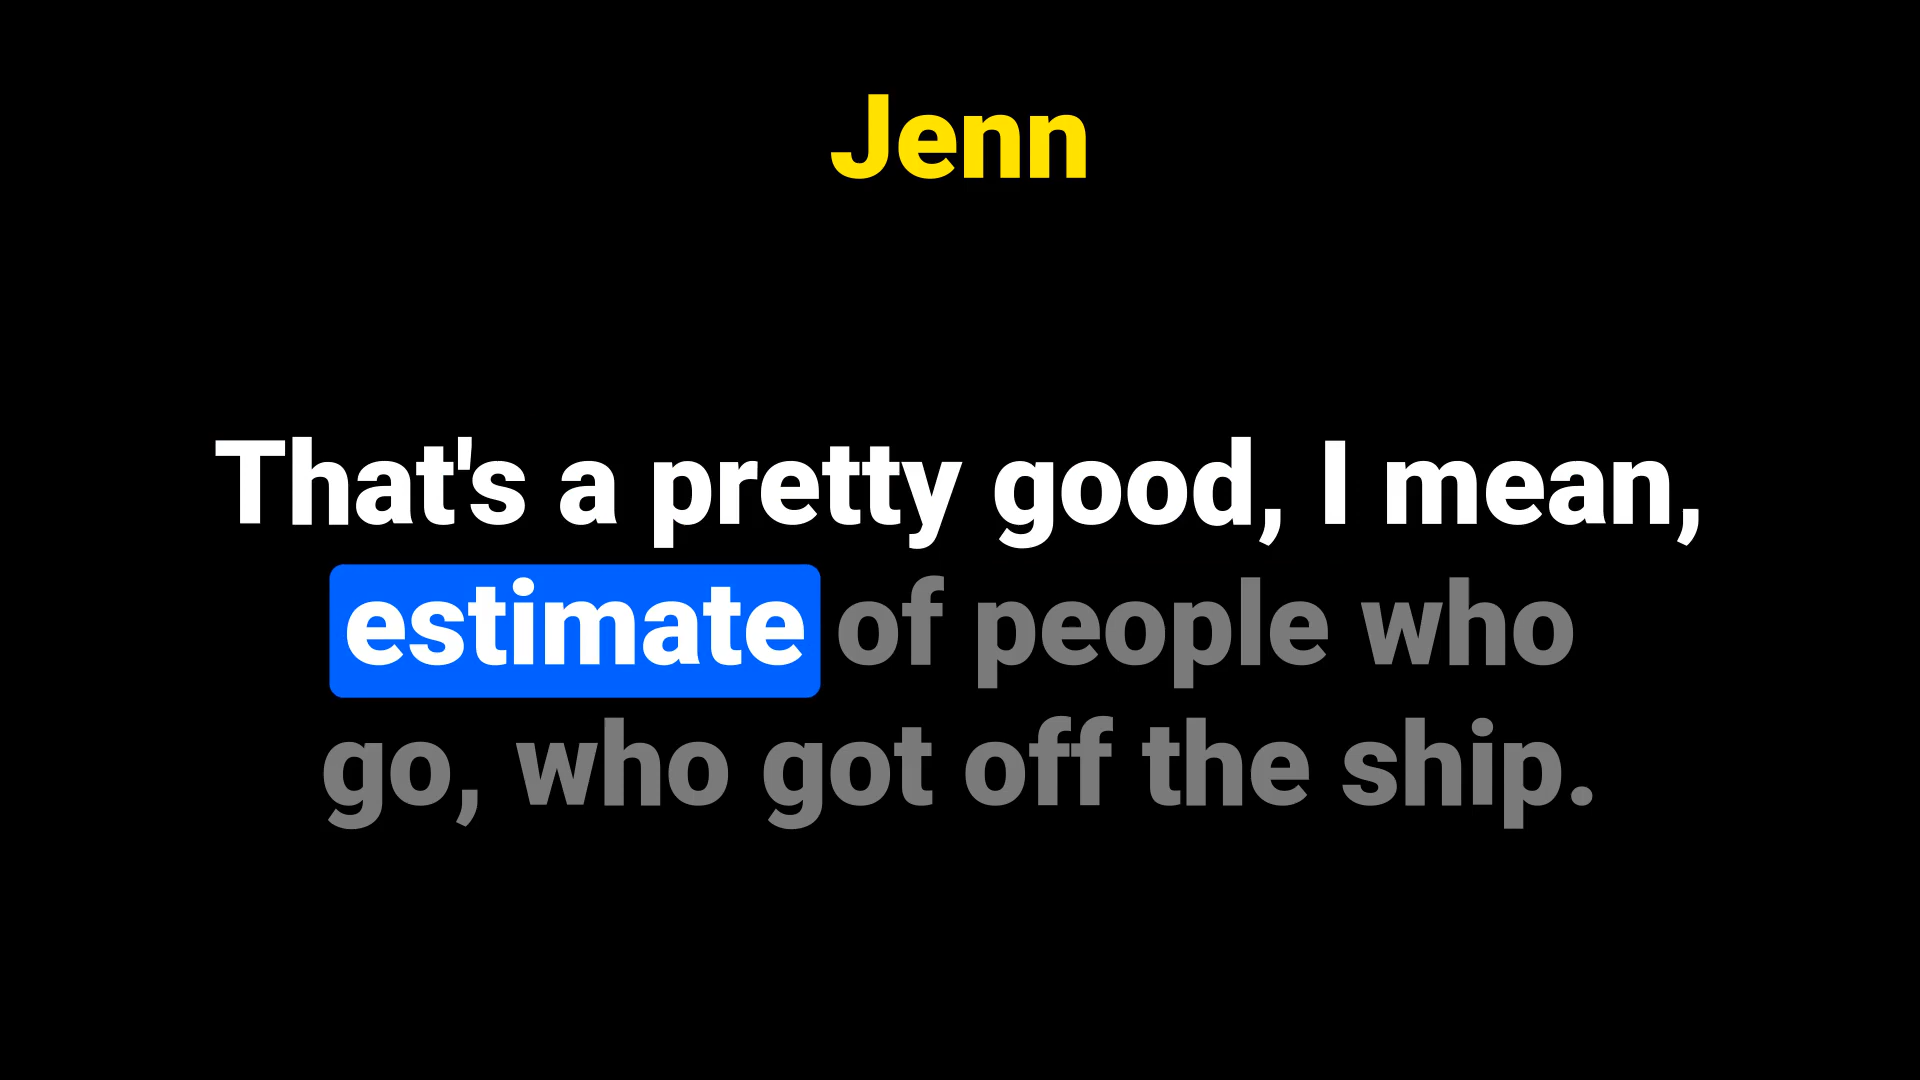 Jenn
That's a pretty good, I mean,
estimate of people who
go, who got off the ship.